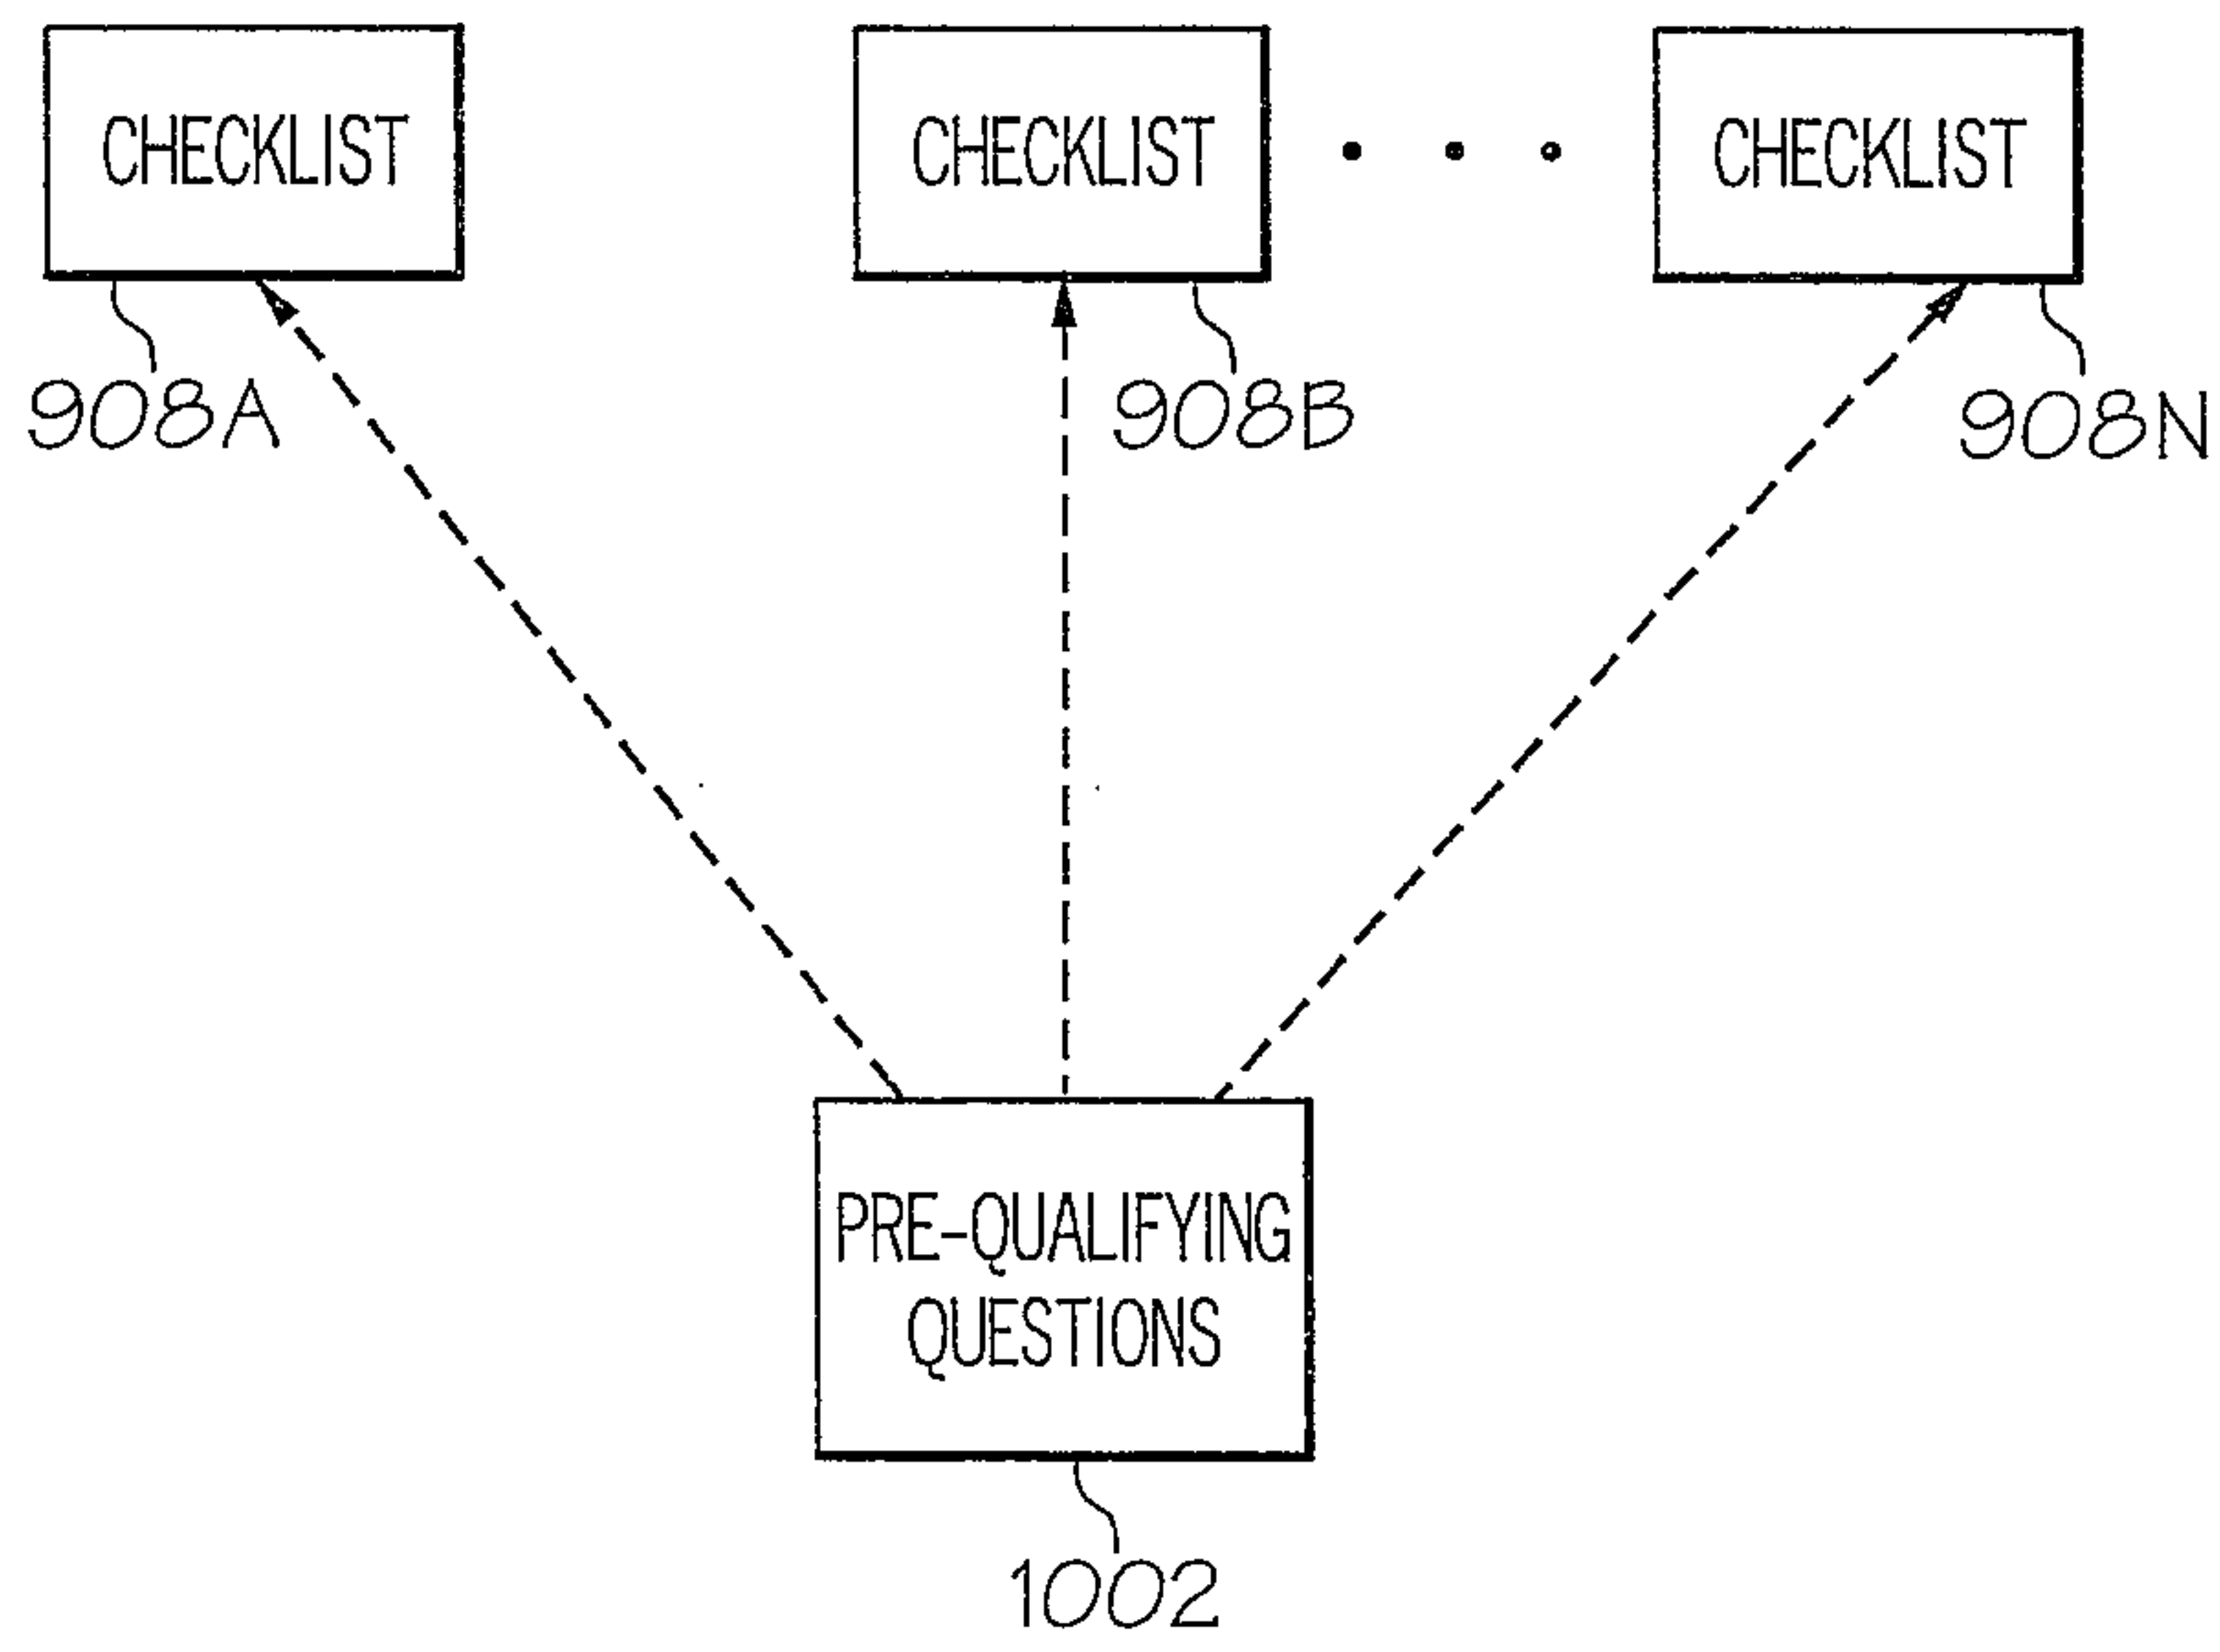 CHECKLIST
CHECKLIST
CHECKLIST
908A
908B
908N
PRE-QUALIFYING
QUESTIONS
1002